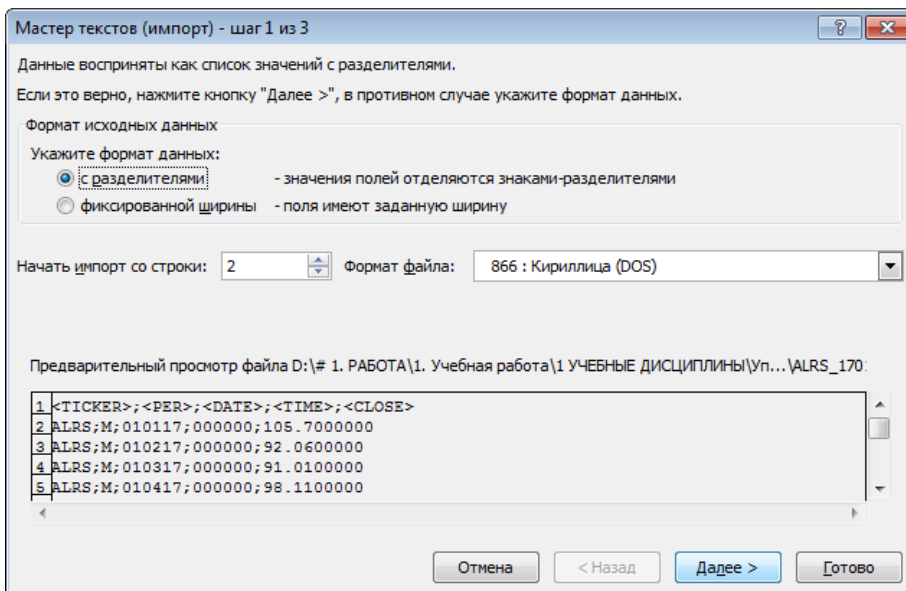 Мастер текстов (импорт) - шаг 1 из 3
Данные восприняты как список значений с разделителями.
Если это верно, нажмите кнопку "Далее >", в противном случае укажите формат данных.
Формат исходных данных
Укажите формат данных:
с разделителями - значения полей отделяются знаками-разделителями
фиксированной ширины - поля имеют заданную ширину
Начать импорт со строки: 2 Формат файла: 866 : Кириллица (DOS)
Предварительный просмотр файла D:\# 1. РАБОТА\1. Учебная работа\1 УЧЕБНЫЕ ДИСЦИПЛИНЫ\Уп...\ALRS_170:
1 <TICKER>;<PER>;<DATE>;<TIME>;<CLOSE>
2 ALRS;M;010117;000000;105.7000000
3 ALRS;M;010217;000000;92.0600000
4 ALRS;M;010317;000000;91.0100000
5 ALRS;M;010417;000000;98.1100000
Отмена < Назад Далее > Готово